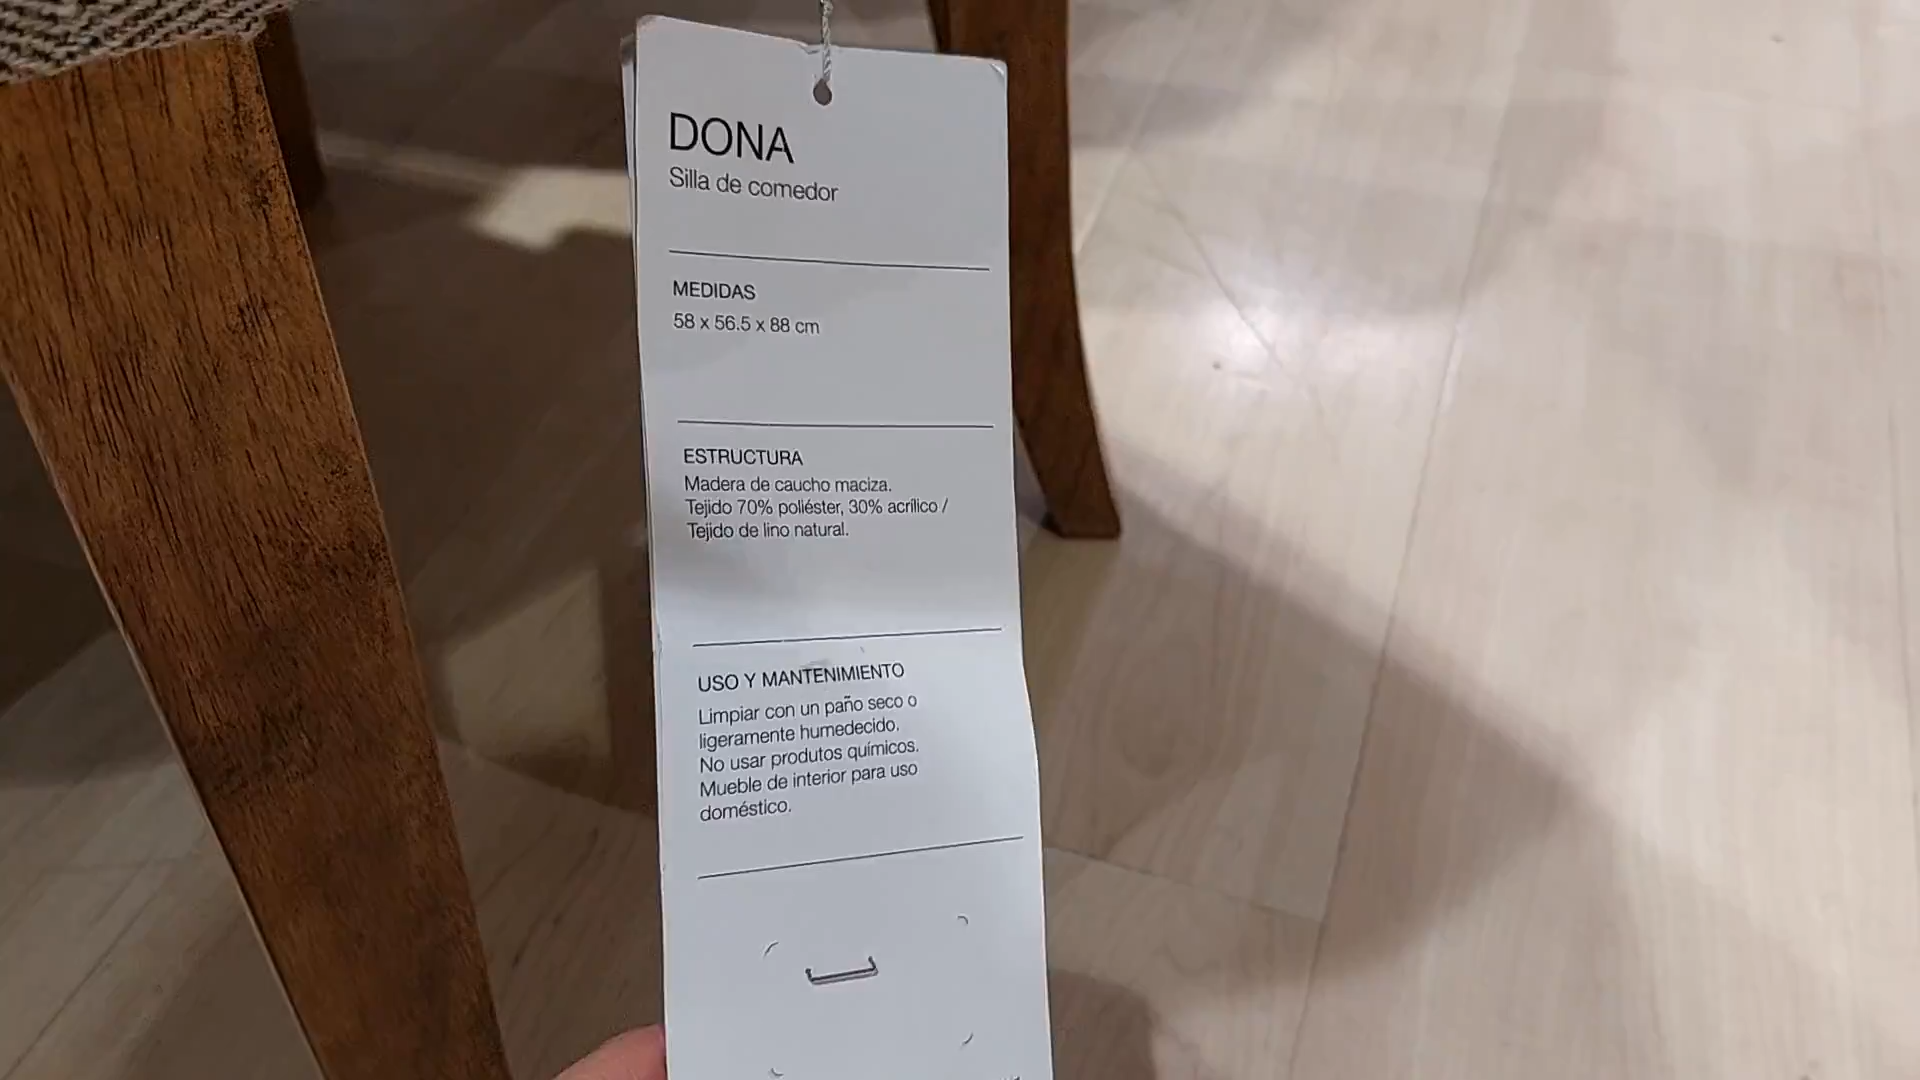 DONA
Silla de comedor
MEDIDAS
58 x 56.5 x 88 cm
ESTRUCTURA
Madera de caucho maciza.
Tejido 70% poliéster, 30% acrílico /
Tejido de lino natural.
USO Y MANTENIMIENTO
Limpiar con un paño seco o
ligeramente humedecido.
No usar produtos químicos.
Mueble de interior para uso
doméstico.